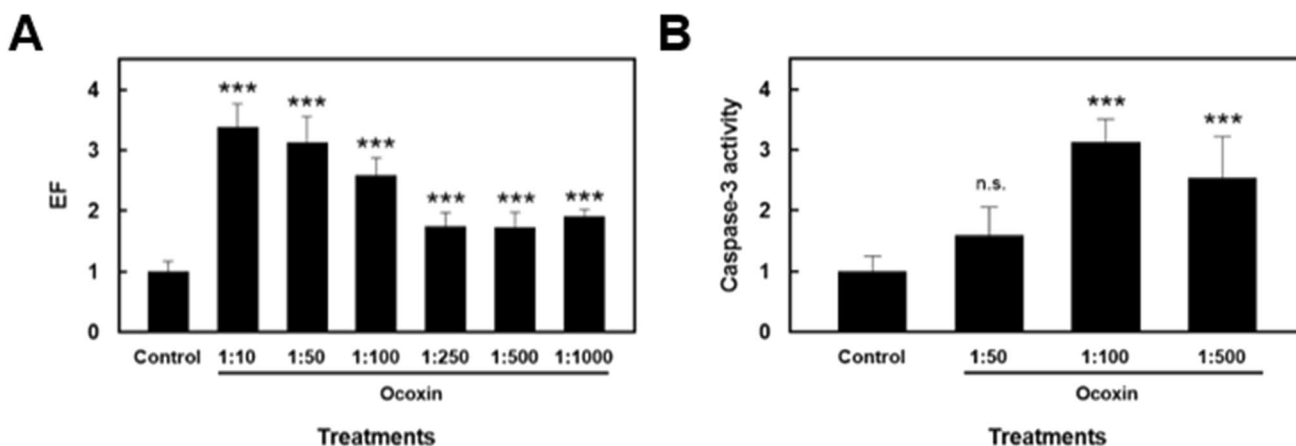 A
EF
4
3
2
1
0
***
***
***
***
***
***
Control 1:10 1:50 1:100 1:250 1:500 1:1000
Ocoxin
Treatments
B
Caspase-3 activity
4
3
2
1
0
n.s.
***
***
Control 1:50 1:100 1:500
Ocoxin
Treatments